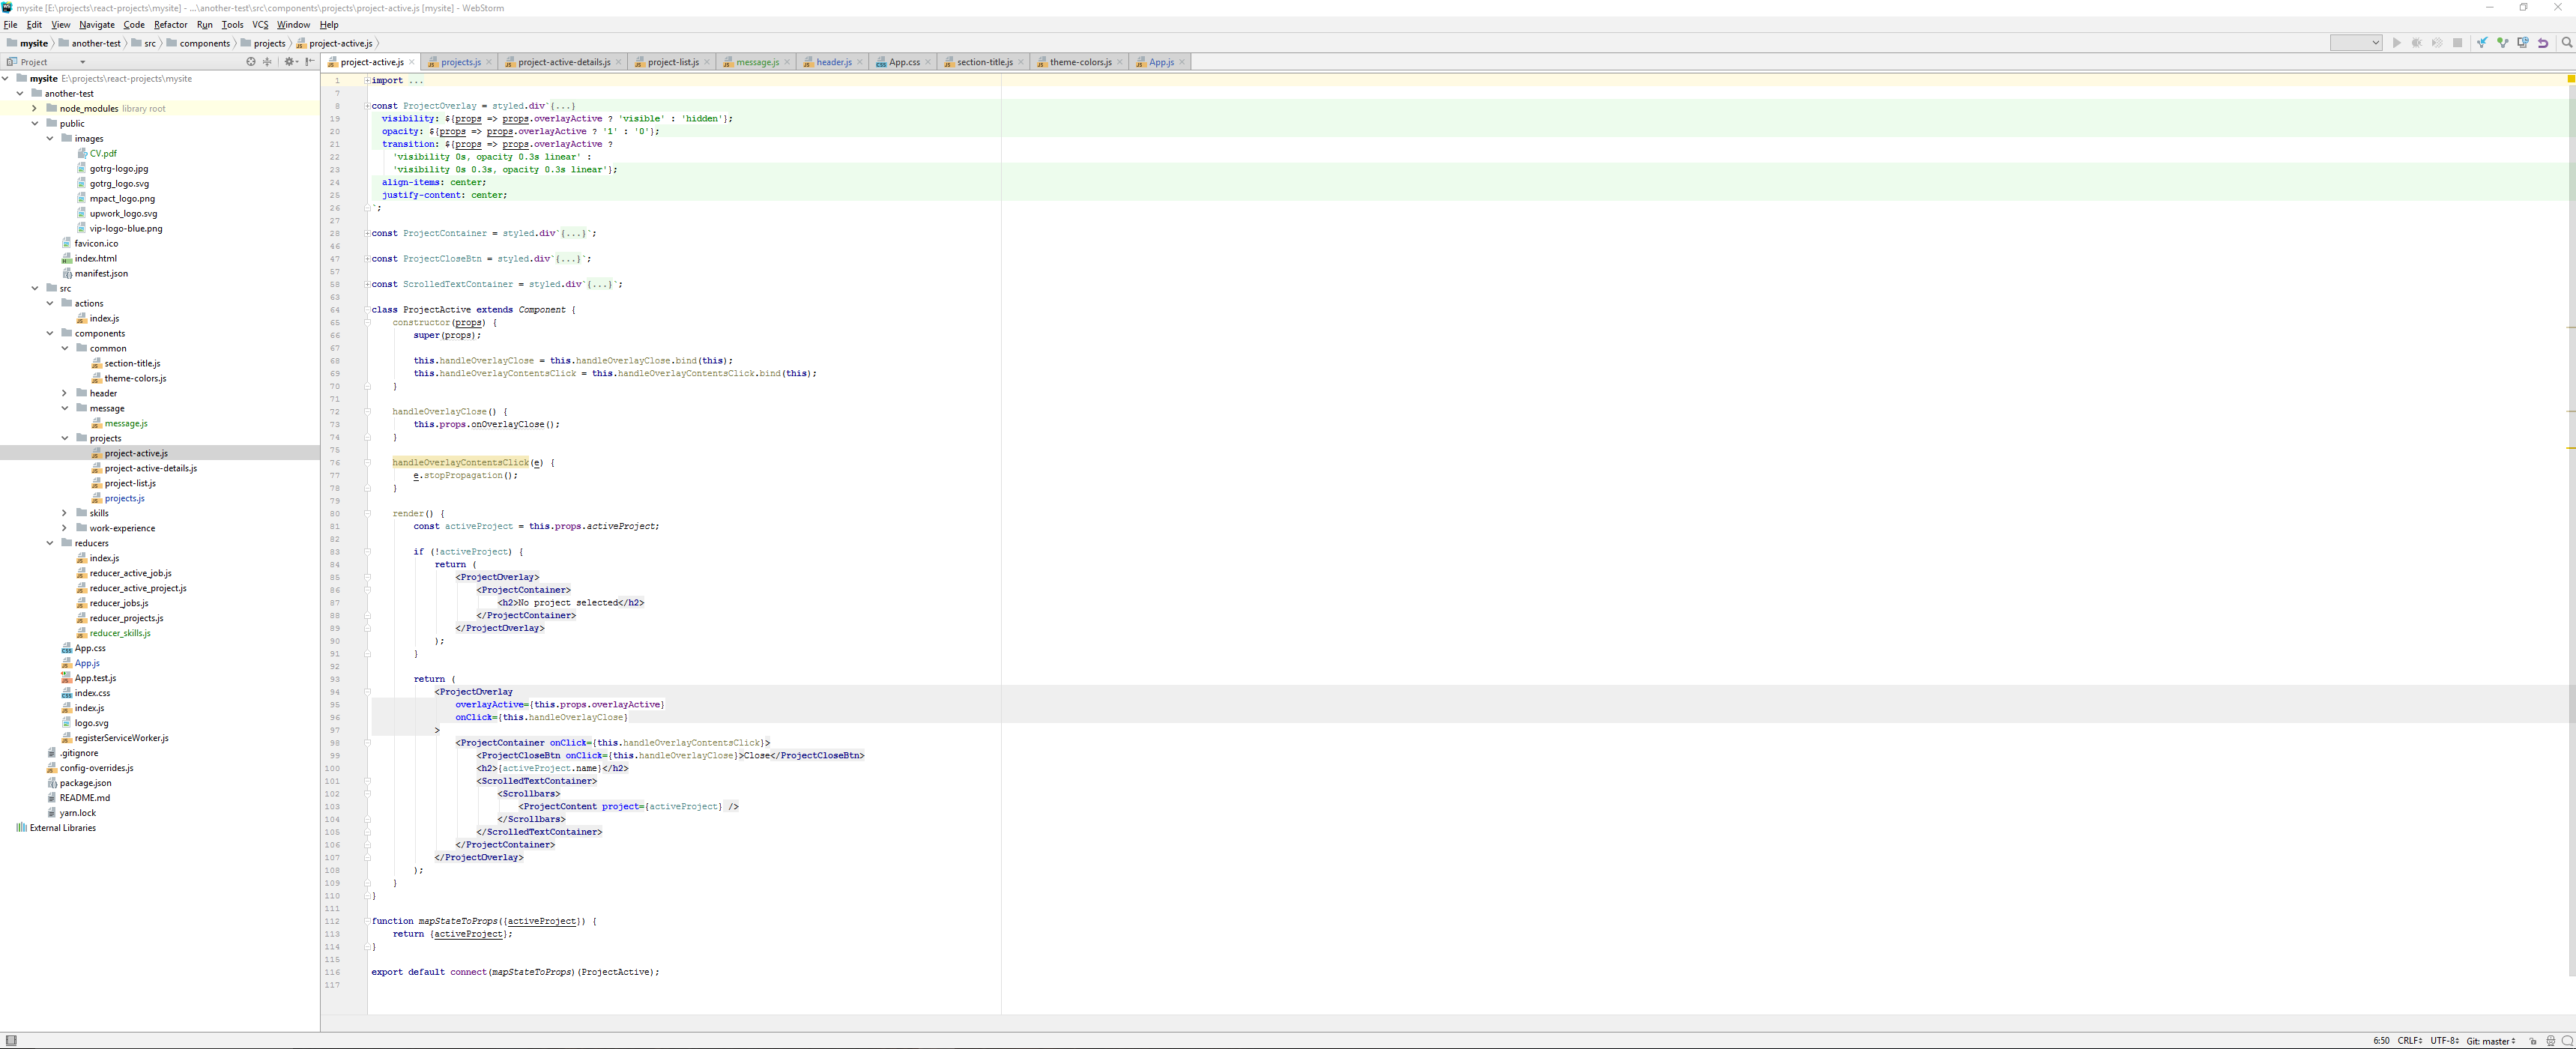 mysite [E:\projects\react-projects\mysite] - ...\another-test\src\components\projects\project-active.js [mysite] - WebStorm
File Edit View Navigate Code Refactor Run Tools VCS Window Help
mysite another-test src components projects project-active.js
Project
project-active.js projects.js project-active-details.js project-list.js message.js header.js App.css section-title.js theme-colors.js App.js
mysite E:\projects\react-projects\mysite
another-test
node_modules library root
public
images
CV.pdf
gotrg-logo.jpg
gotrg_logo.svg
mpact_logo.png
upwork_logo.svg
vip-logo-blue.png
favicon.ico
index.html
manifest.json
src
actions
index.js
components
common
section-title.js
theme-colors.js
header
message
message.js
projects
project-active.js
project-active-details.js
project-list.js
projects.js
skills
work-experience
reducers
index.js
reducer_active_job.js
reducer_active_project.js
reducer_jobs.js
reducer_projects.js
reducer_skills.js
App.css
App.js
App.test.js
index.css
index.js
logo.svg
registerServiceWorker.js
.gitignore
config-overrides.js
package.json
README.md
yarn.lock
External Libraries
1 import ...
7
8 const ProjectOverlay = styled.div`{...}
19 visibility: ${props => props.overlayActive ? 'visible' : 'hidden'};
20 opacity: ${props => props.overlayActive ? '1' : '0'};
21 transition: ${props => props.overlayActive ?
22 'visibility 0s, opacity 0.3s linear' :
23 'visibility 0s 0.3s, opacity 0.3s linear'};
24 align-items: center;
25 justify-content: center;
26 `;
27
28 const ProjectContainer = styled.div`{...}`;
46
47 const ProjectCloseBtn = styled.div`{...}`;
57
58 const ScrolledTextContainer = styled.div`{...}`;
63
64 class ProjectActive extends Component {
65 constructor(props) {
66 super(props);
67
68 this.handleOverlayClose = this.handleOverlayClose.bind(this);
69 this.handleOverlayContentsClick = this.handleOverlayContentsClick.bind(this);
70 }
71
72 handleOverlayClose() {
73 this.props.onOverlayClose();
74 }
75
76 handleOverlayContentsClick(e) {
77 e.stopPropagation();
78 }
79
80 render() {
81 const activeProject = this.props.activeProject;
82
83 if (!activeProject) {
84 return (
85 <ProjectOverlay>
86 <ProjectContainer>
87 <h2>No project selected</h2>
88 </ProjectContainer>
89 </ProjectOverlay>
90 );
91 }
92
93 return (
94 <ProjectOverlay
95 overlayActive={this.props.overlayActive}
96 onClick={this.handleOverlayClose}
97 >
98 <ProjectContainer onClick={this.handleOverlayContentsClick}>
99 <ProjectCloseBtn onClick={this.handleOverlayClose}>Close</ProjectCloseBtn>
100 <h2>{activeProject.name}</h2>
101 <ScrolledTextContainer>
102 <Scrollbars>
103 <ProjectContent project={activeProject} />
104 </Scrollbars>
105 </ScrolledTextContainer>
106 </ProjectContainer>
107 </ProjectOverlay>
108 );
109 }
110 }
111
112 function mapStateToProps({activeProject}) {
113 return {activeProject};
114 }
115
116 export default connect(mapStateToProps)(ProjectActive);
117
6:50 CRLF UTF-8 Git: master